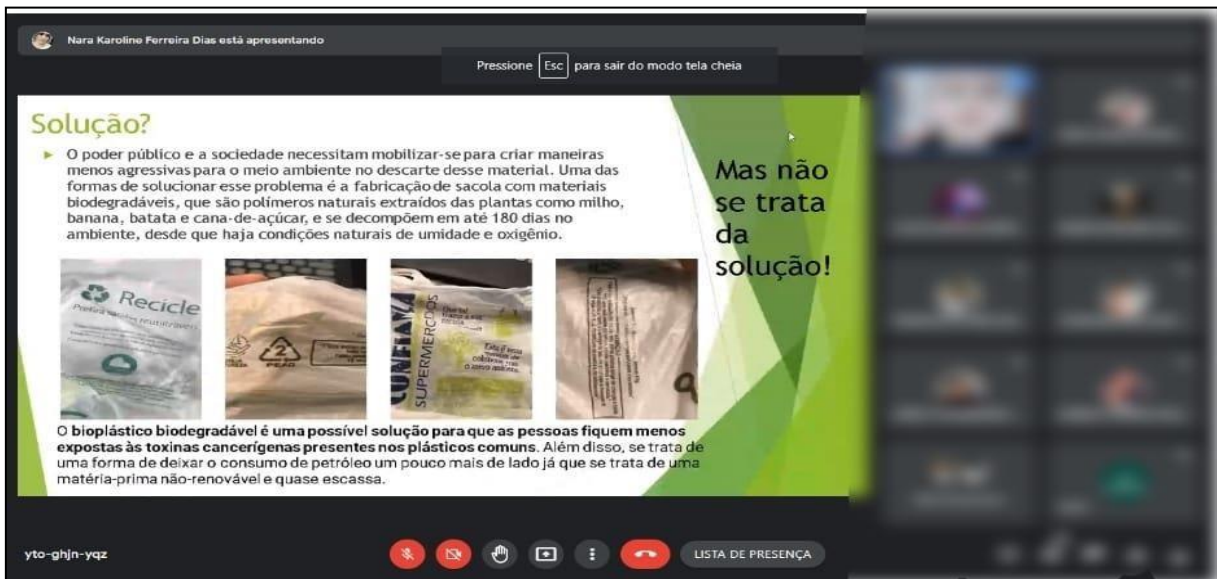 Nara Karoline Ferreira Dias está apresentando
Pressione Esc para sair do modo tela cheia
Solução?
O poder público e a sociedade necessitam mobilizar-se para criar maneiras
menos agressivas para o meio ambiente no descarte desse material. Uma das
formas de solucionar esse problema é a fabricação de sacola com materiais
biodegradáveis, que são polímeros naturais extraídos das plantas como milho,
banana, batata e cana-de-açúcar, e se decompõem em até 180 dias no
ambiente, desde que haja condições naturais de umidade e oxigênio.
Mas não
se trata
da
solução!
Recicle
2
PEAD
CONFIANÇA
SUPERMERCADOS
O bioplástico biodegradável é uma possível solução para que as pessoas fiquem menos
expostas às toxinas cancerígenas presentes nos plásticos comuns. Além disso, se trata de
uma forma de deixar o consumo de petróleo um pouco mais de lado já que se trata de uma
matéria-prima não-renovável e quase escassa.
yto-ghjn-yqz
LISTA DE PRESENÇA